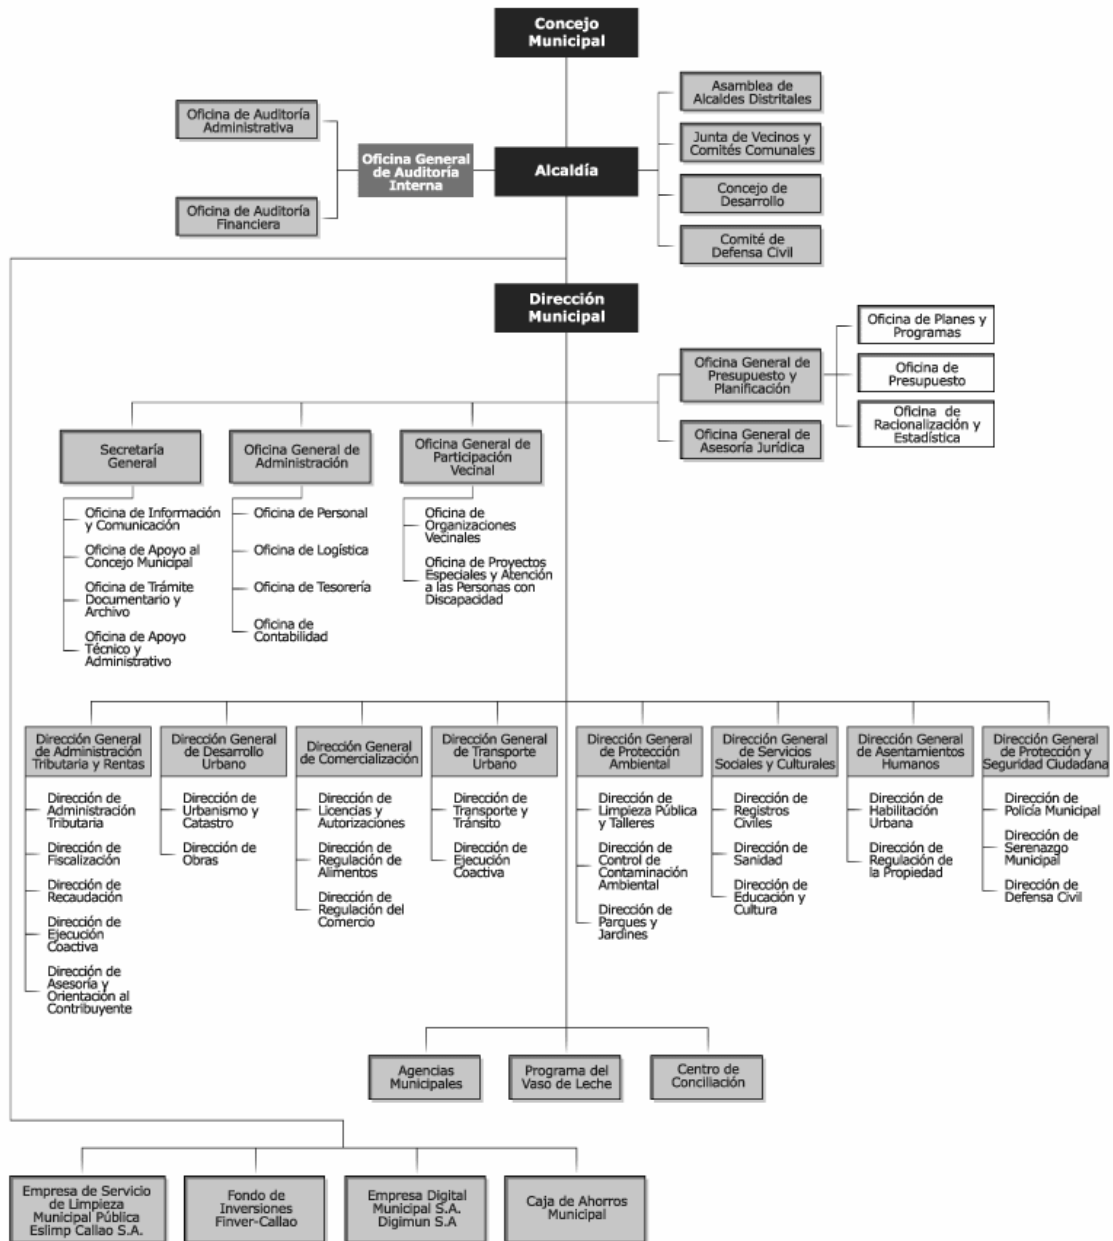 Concejo
Municipal
Asamblea de
Alcaldes Distritales
Oficina de Auditoría
Administrativa
Junta de Vecinos y
Comités Comunales
Oficina General
de Auditoría
Interna
Alcaldía
Concejo de
Desarrollo
Oficina de Auditoría
Financiera
Comité de
Defensa Civil
Dirección
Municipal
Oficina de Planes y
Programas
Oficina General de
Presupuesto y
Planificación
Oficina de
Presupuesto
Oficina de
Racionalización y
Estadística
Oficina General de
Asesoría Jurídica
Secretaría
General
Oficina General de
Administración
Oficina General de
Participación
Vecinal
Oficina de Información
y Comunicación
Oficina de Apoyo al
Concejo Municipal
Oficina de Trámite
Documentario y
Archivo
Oficina de Apoyo
Técnico y
Administrativo
Oficina de Personal
Oficina de Logística
Oficina de Tesorería
Oficina de
Contabilidad
Oficina de
Organizaciones
Vecinales
Oficina de Proyectos
Especiales y Atención
a las Personas con
Discapacidad
Dirección General
de Administración
Tributaria y Rentas
Dirección de
Administración
Tributaria
Dirección de
Fiscalización
Dirección de
Recaudación
Dirección de
Ejecución
Coactiva
Dirección de
Asesoría y
Orientación al
Contribuyente
Dirección General
de Desarrollo
Urbano
Dirección de
Urbanismo y
Catastro
Dirección de
Obras
Dirección General
de Comercialización
Dirección de
Licencias y
Autorizaciones
Dirección de
Regulación de
Alimentos
Dirección de
Regulación del
Comercio
Dirección General
de Transporte
Urbano
Dirección de
Transporte y
Tránsito
Dirección de
Ejecución
Coactiva
Dirección General
de Protección
Ambiental
Dirección de
Limpieza Pública
y Talleres
Dirección de
Control de
Contaminación
Ambiental
Dirección de
Parques y
Jardines
Dirección General
de Servicios
Sociales y Culturales
Dirección de
Registros
Civiles
Dirección de
Sanidad
Dirección de
Educación y
Cultura
Dirección General
de Asentamientos
Humanos
Dirección de
Habilitación
Urbana
Dirección de
Regulación de
la Propiedad
Dirección General
de Protección y
Seguridad Ciudadana
Dirección de
Policía Municipal
Dirección de
Serenazgo
Municipal
Dirección de
Defensa Civil
Agencias
Municipales
Programa del
Vaso de Leche
Centro de
Conciliación
Empresa de Servicio
de Limpieza
Municipal Pública
Eslimp Callao S.A.
Fondo de
Inversiones
Finver-Callao
Empresa Digital
Municipal S.A.
Digimun S.A
Caja de Ahorros
Municipal